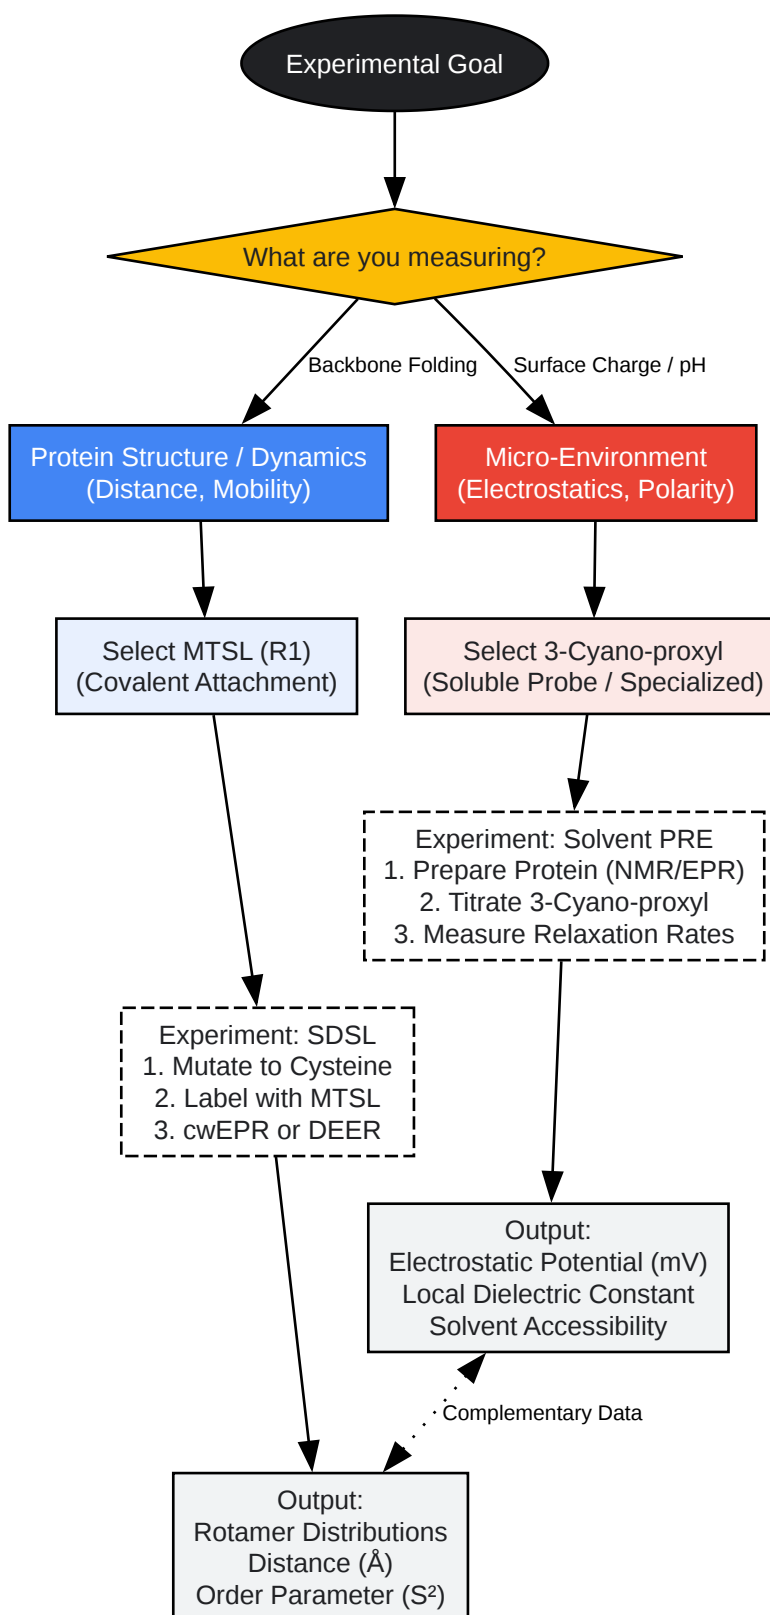 Experimental Goal
What are you measuring?
Backbone Folding
Surface Charge / pH
Protein Structure / Dynamics
(Distance, Mobility)
Micro-Environment
(Electrostatics, Polarity)
Select MTSL (R1)
(Covalent Attachment)
Select 3-Cyano-proxyl
(Soluble Probe / Specialized)
Experiment: Solvent PRE
1. Prepare Protein (NMR/EPR)
2. Titrate 3-Cyano-proxyl
3. Measure Relaxation Rates
Experiment: SDSL
1. Mutate to Cysteine
2. Label with MTSL
3. cwEPR or DEER
Output:
Electrostatic Potential (mV)
Local Dielectric Constant
Solvent Accessibility
Complementary Data
Output:
Rotamer Distributions
Distance (Å)
Order Parameter (S²)